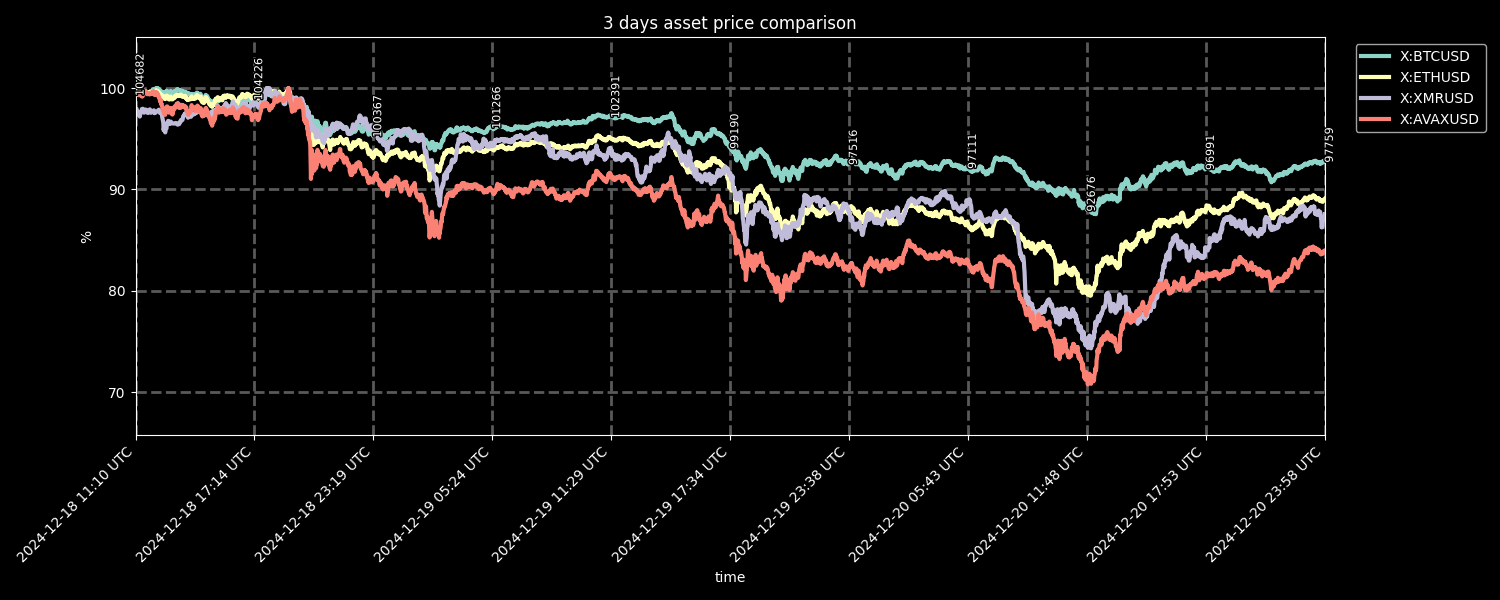 3 days asset price comparison
X:BTCUSD
X:ETHUSD
X:XMRUSD
X:AVAXUSD
100
90
80
70
%
104682
104226
100367
101266
102391
99190
97516
97111
92676
96991
97759
2024-12-18 11:10 UTC
2024-12-18 17:14 UTC
2024-12-18 23:19 UTC
2024-12-19 05:24 UTC
2024-12-19 11:29 UTC
2024-12-19 17:34 UTC
2024-12-19 23:38 UTC
2024-12-20 05:43 UTC
2024-12-20 11:48 UTC
2024-12-20 17:53 UTC
2024-12-20 23:58 UTC
time